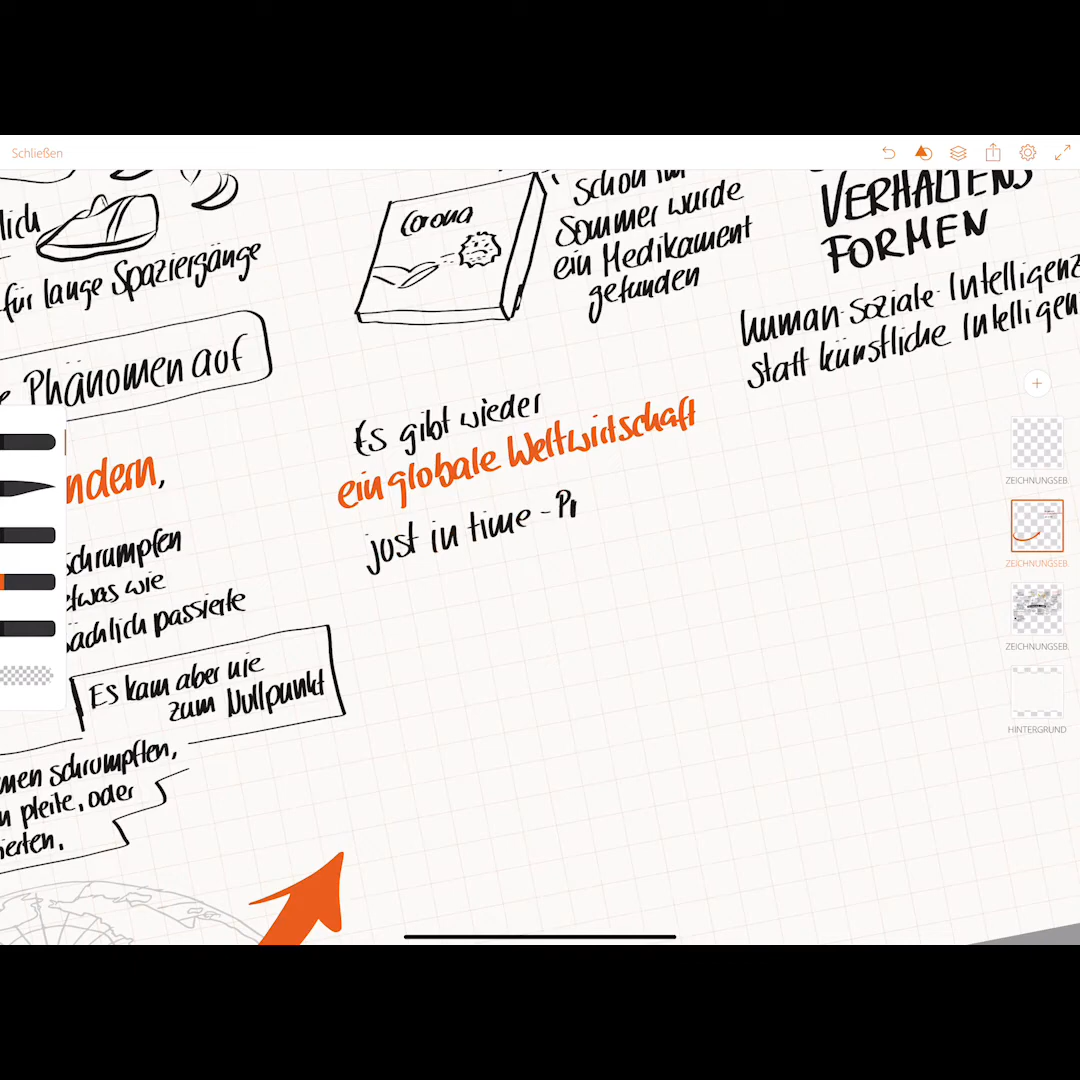 Schließen
lich
für lange Spaziergänge
Phänomen auf
ndern,
schrumpfen
etwas wie
sächlich passierte
Es kam aber nie
zum Nullpunkt
men schrumpften,
pleite, oder
ierten.
Corona
schon im
Sommer wurde
ein Medikament
gefunden
Es gibt wieder
ein globale Weltwirtschaft
just in time - Pr
VERHALTENS
FORMEN
human-soziale-Intelligenz
statt künstliche Intelligen
ZEICHNUNGSEB.
ZEICHNUNGSEB.
ZEICHNUNGSEB.
HINTERGRUND